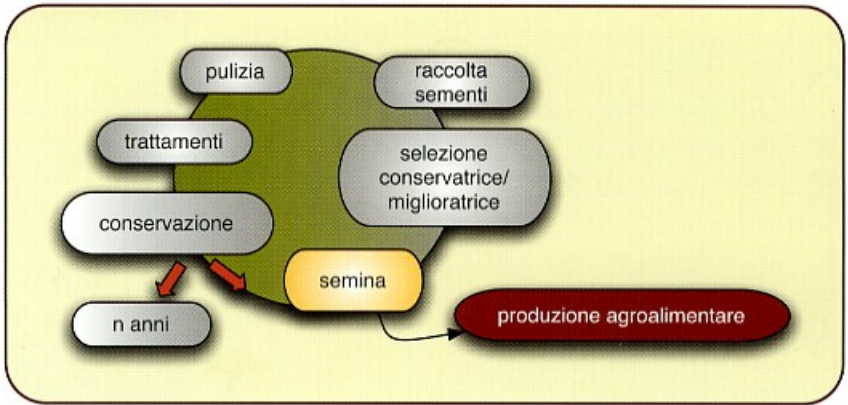 pulizia
raccolta
sementi
trattamenti
selezione
conservatrice/
miglioratrice
conservazione
semina
n anni
produzione agroalimentare